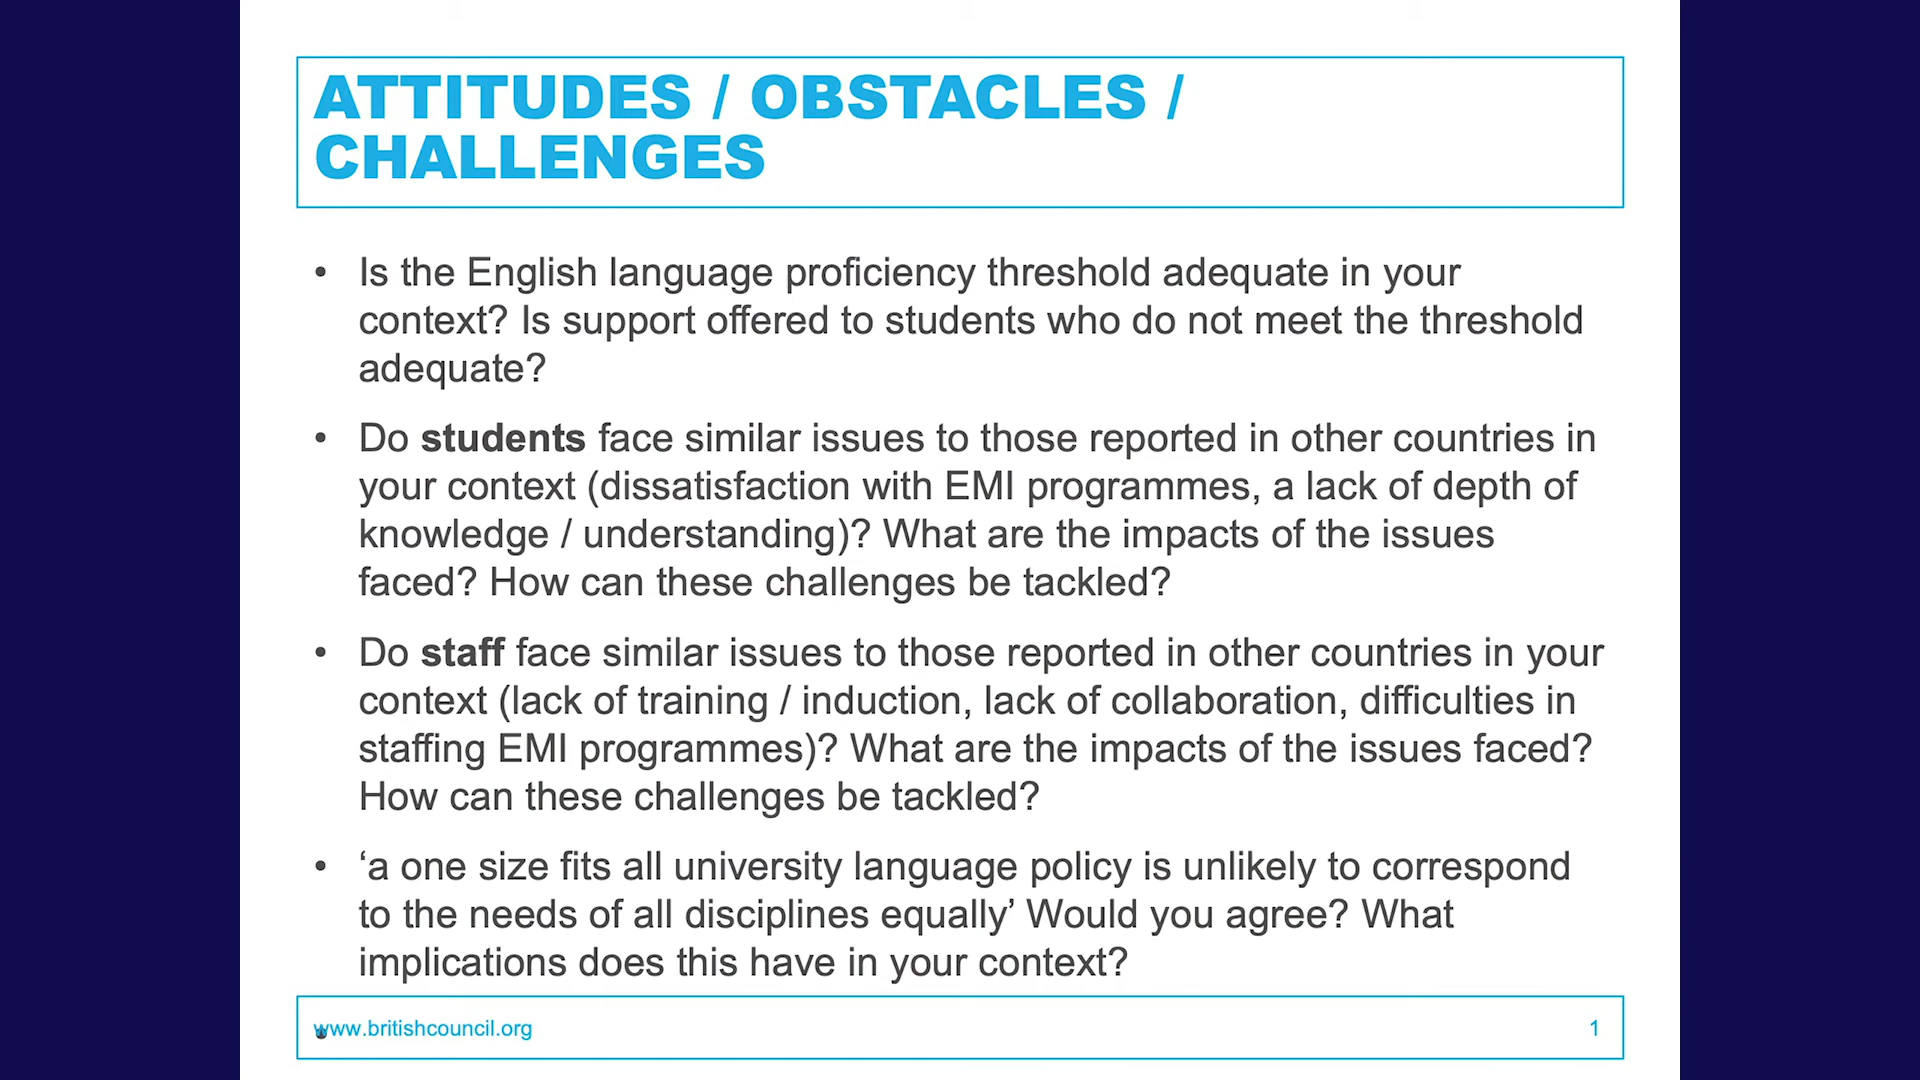 ATTITUDES / OBSTACLES /
CHALLENGES
• Is the English language proficiency threshold adequate in your
context? Is support offered to students who do not meet the threshold
adequate?
• Do students face similar issues to those reported in other countries in
your context (dissatisfaction with EMI programmes, a lack of depth of
knowledge / understanding)? What are the impacts of the issues
faced? How can these challenges be tackled?
• Do staff face similar issues to those reported in other countries in your
context (lack of training / induction, lack of collaboration, difficulties in
staffing EMI programmes)? What are the impacts of the issues faced?
How can these challenges be tackled?
• ‘a one size fits all university language policy is unlikely to correspond
to the needs of all disciplines equally’ Would you agree? What
implications does this have in your context?
www.britishcouncil.org
1